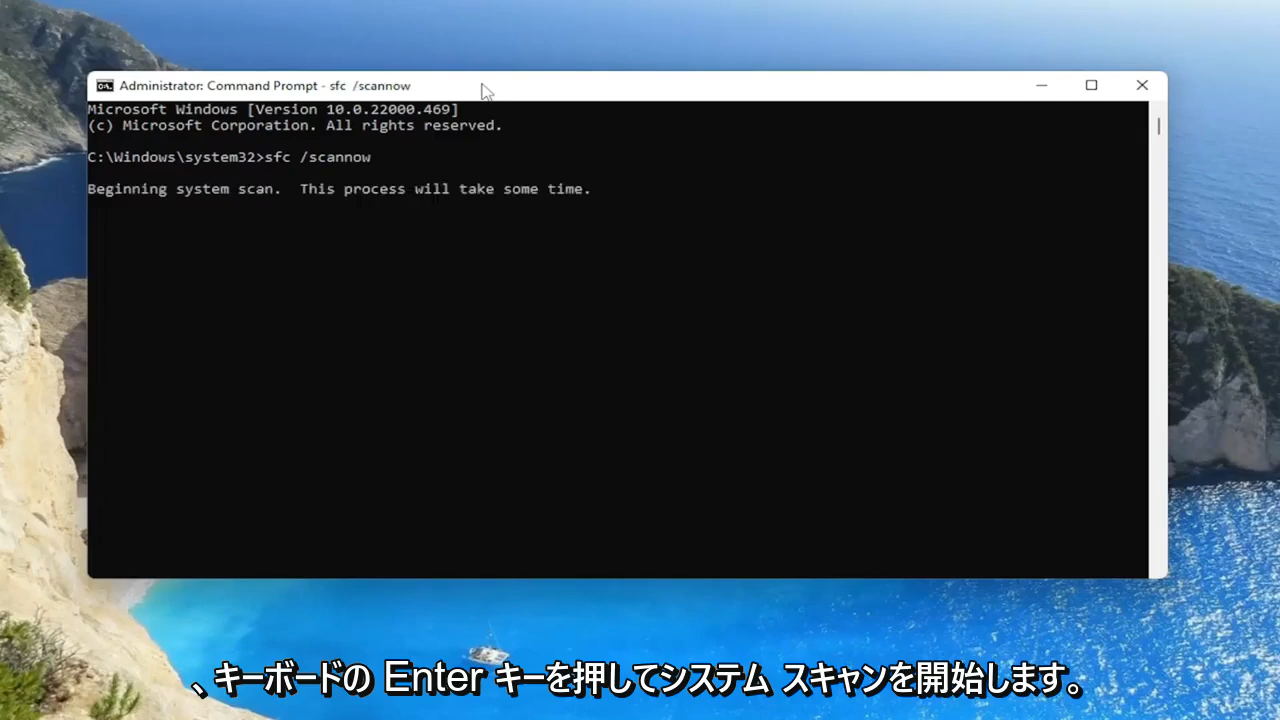 Administrator: Command Prompt - sfc  /scannow
Microsoft Windows [Version 10.0.22000.469]
(c) Microsoft Corporation. All rights reserved.
C:\Windows\system32>sfc /scannow
Beginning system scan.  This process will take some time.
、キーボードの Enter キーを押してシステム スキャンを開始します。